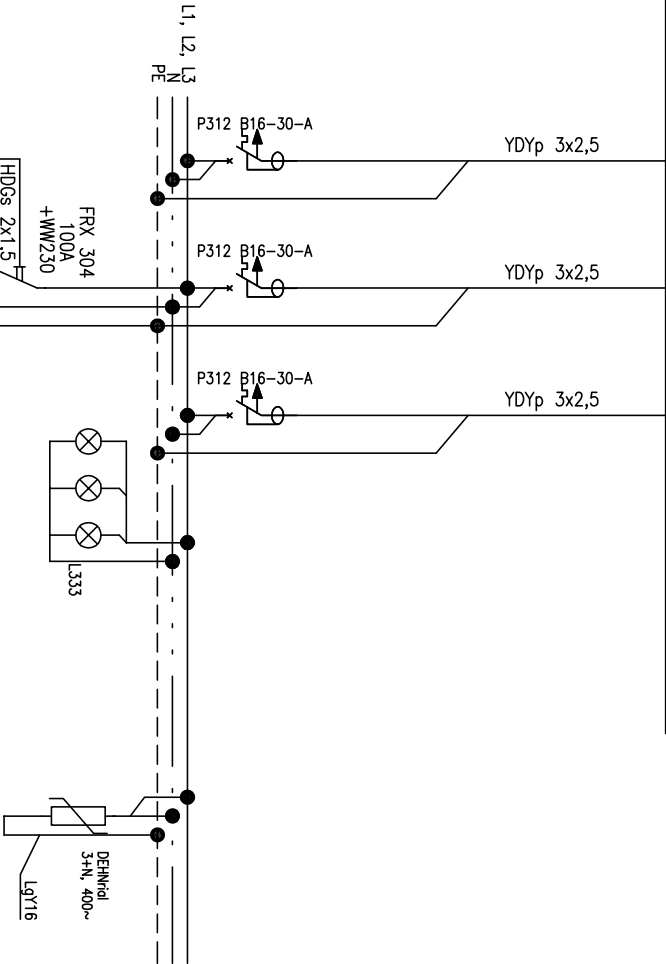 L1, L2, L3
N
PE
P312 B16-30-A
YDYp 3x2,5
FRX 304
100A
+WW230
HDGs 2x1,5
P312 B16-30-A
YDYp 3x2,5
P312 B16-30-A
YDYp 3x2,5
L333
DEHNrial
3+N, 400~
LgY16